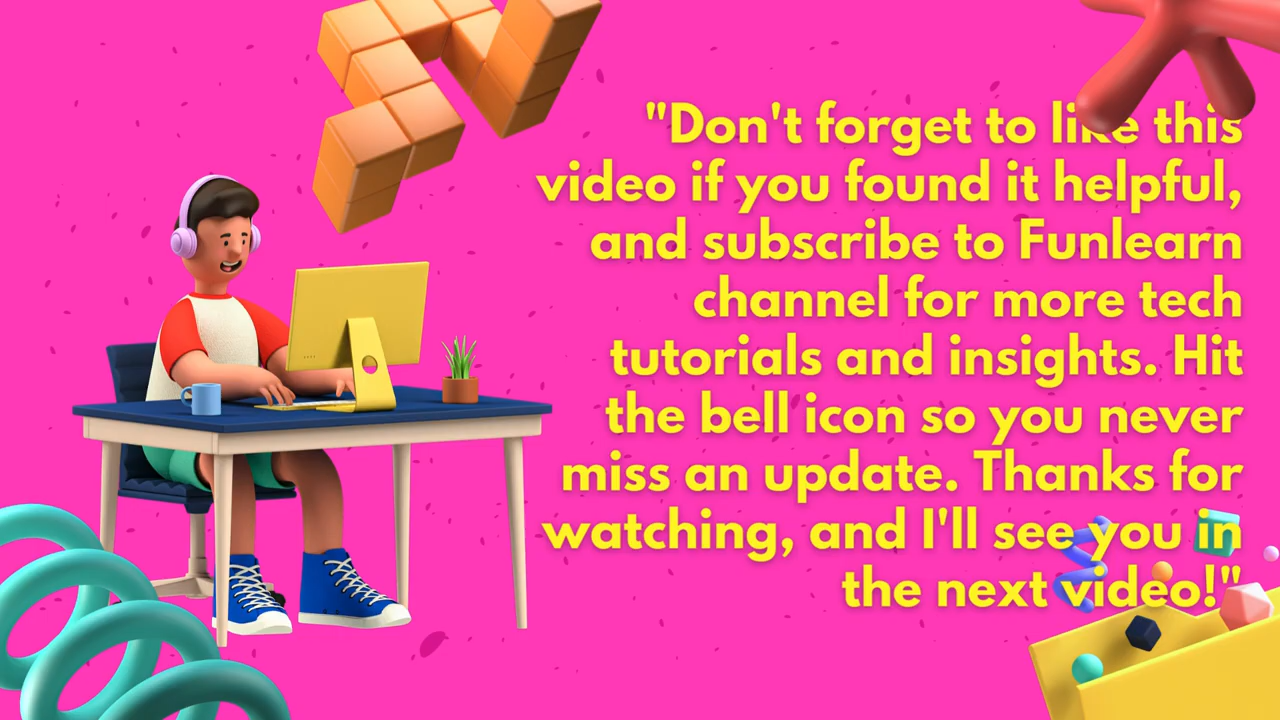 "Don't forget to like this
video if you found it helpful,
and subscribe to Funlearn
channel for more tech
tutorials and insights. Hit
the bell icon so you never
miss an update. Thanks for
watching, and I'll see you in
the next video!"